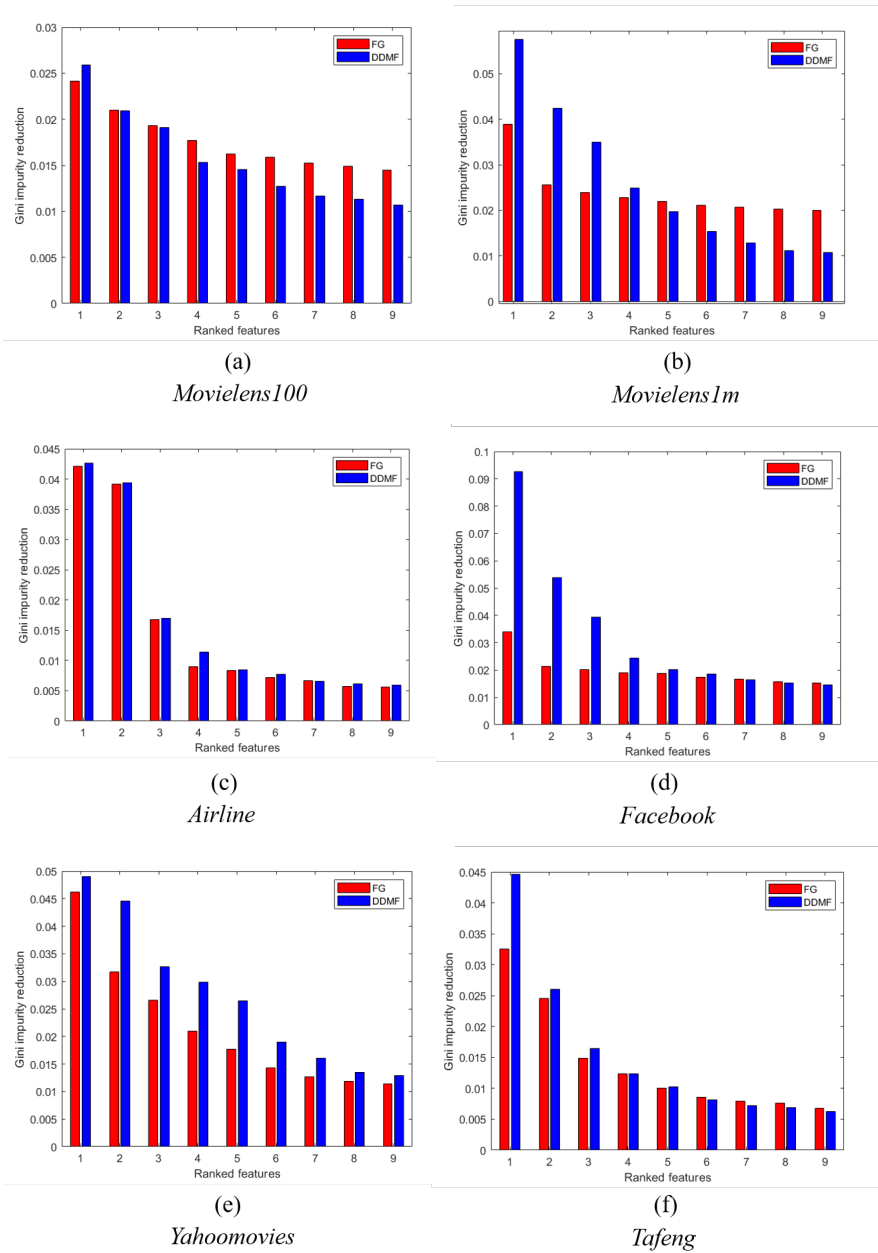 0.03
0.025
0.02
0.015
0.01
0.005
0
Gini impurity reduction
FG
DDMF
1 2 3 4 5 6 7 8 9
Ranked features
(a)
Movielens100
0.05
0.04
0.03
0.02
0.01
0
Gini impurity reduction
FG
DDMF
1 2 3 4 5 6 7 8 9
Ranked features
(b)
Movielens1m
0.045
0.04
0.035
0.03
0.025
0.02
0.015
0.01
0.005
0
Gini impurity reduction
FG
DDMF
1 2 3 4 5 6 7 8 9
Ranked features
(c)
Airline
0.1
0.09
0.08
0.07
0.06
0.05
0.04
0.03
0.02
0.01
0
Gini impurity reduction
FG
DDMF
1 2 3 4 5 6 7 8 9
Ranked features
(d)
Facebook
0.05
0.045
0.04
0.035
0.03
0.025
0.02
0.015
0.01
0.005
0
Gini impurity reduction
FG
DDMF
1 2 3 4 5 6 7 8 9
Ranked features
(e)
Yahoomovies
0.045
0.04
0.035
0.03
0.025
0.02
0.015
0.01
0.005
0
Gini impurity reduction
FG
DDMF
1 2 3 4 5 6 7 8 9
Ranked features
(f)
Tafeng